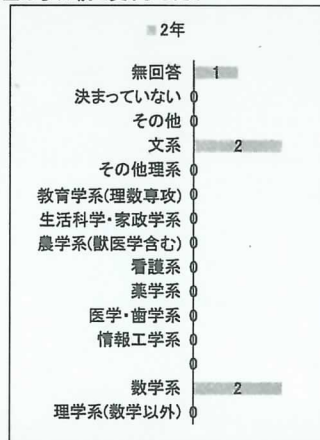 2年
無回答 1
決まっていない 0
その他 0
文系 2
その他理系 0
教育学系(理数専攻) 0
生活科学・家政学系 0
農学系(獣医学含む) 0
看護系 0
薬学系 0
医学・歯学系 0
情報工学系 0
0
数学系 2
理学系(数学以外) 0